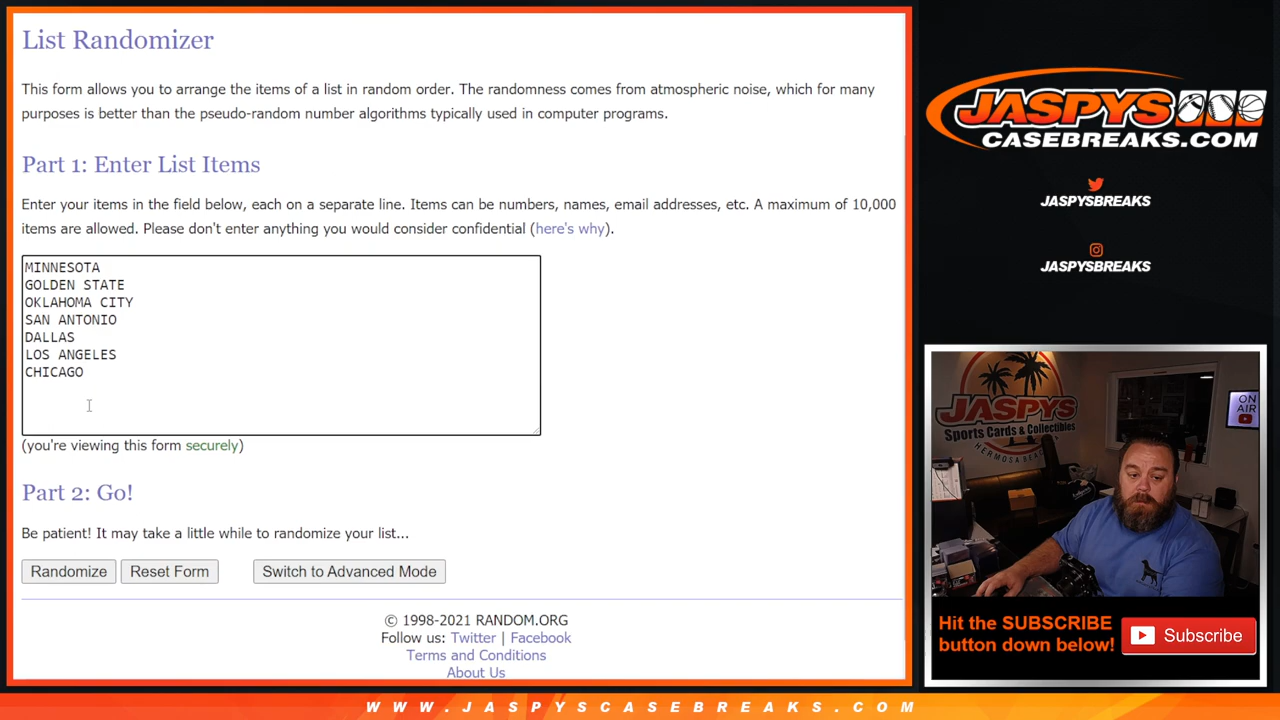 List Randomizer
This form allows you to arrange the items of a list in random order. The randomness comes from atmospheric noise, which for many
purposes is better than the pseudo-random number algorithms typically used in computer programs.
Part 1: Enter List Items
Enter your items in the field below, each on a separate line. Items can be numbers, names, email addresses, etc. A maximum of 10,000
items are allowed. Please don't enter anything you would consider confidential (here's why).
MINNESOTA
GOLDEN STATE
OKLAHOMA CITY
SAN ANTONIO
DALLAS
LOS ANGELES
CHICAGO
(you're viewing this form securely)
Part 2: Go!
Be patient! It may take a little while to randomize your list...
Randomize Reset Form Switch to Advanced Mode
© 1998-2021 RANDOM.ORG
Follow us: Twitter | Facebook
Terms and Conditions
About Us
JASPYS
CASEBREAKS.COM
JASPYSBREAKS
JASPYSBREAKS
JASPYS
Sports Cards & Collectibles
HERMOSA BEACH
ON
AIR
Hit the SUBSCRIBE
button down below!
Subscribe
WWW.JASPYSCASEBREAKS.COM